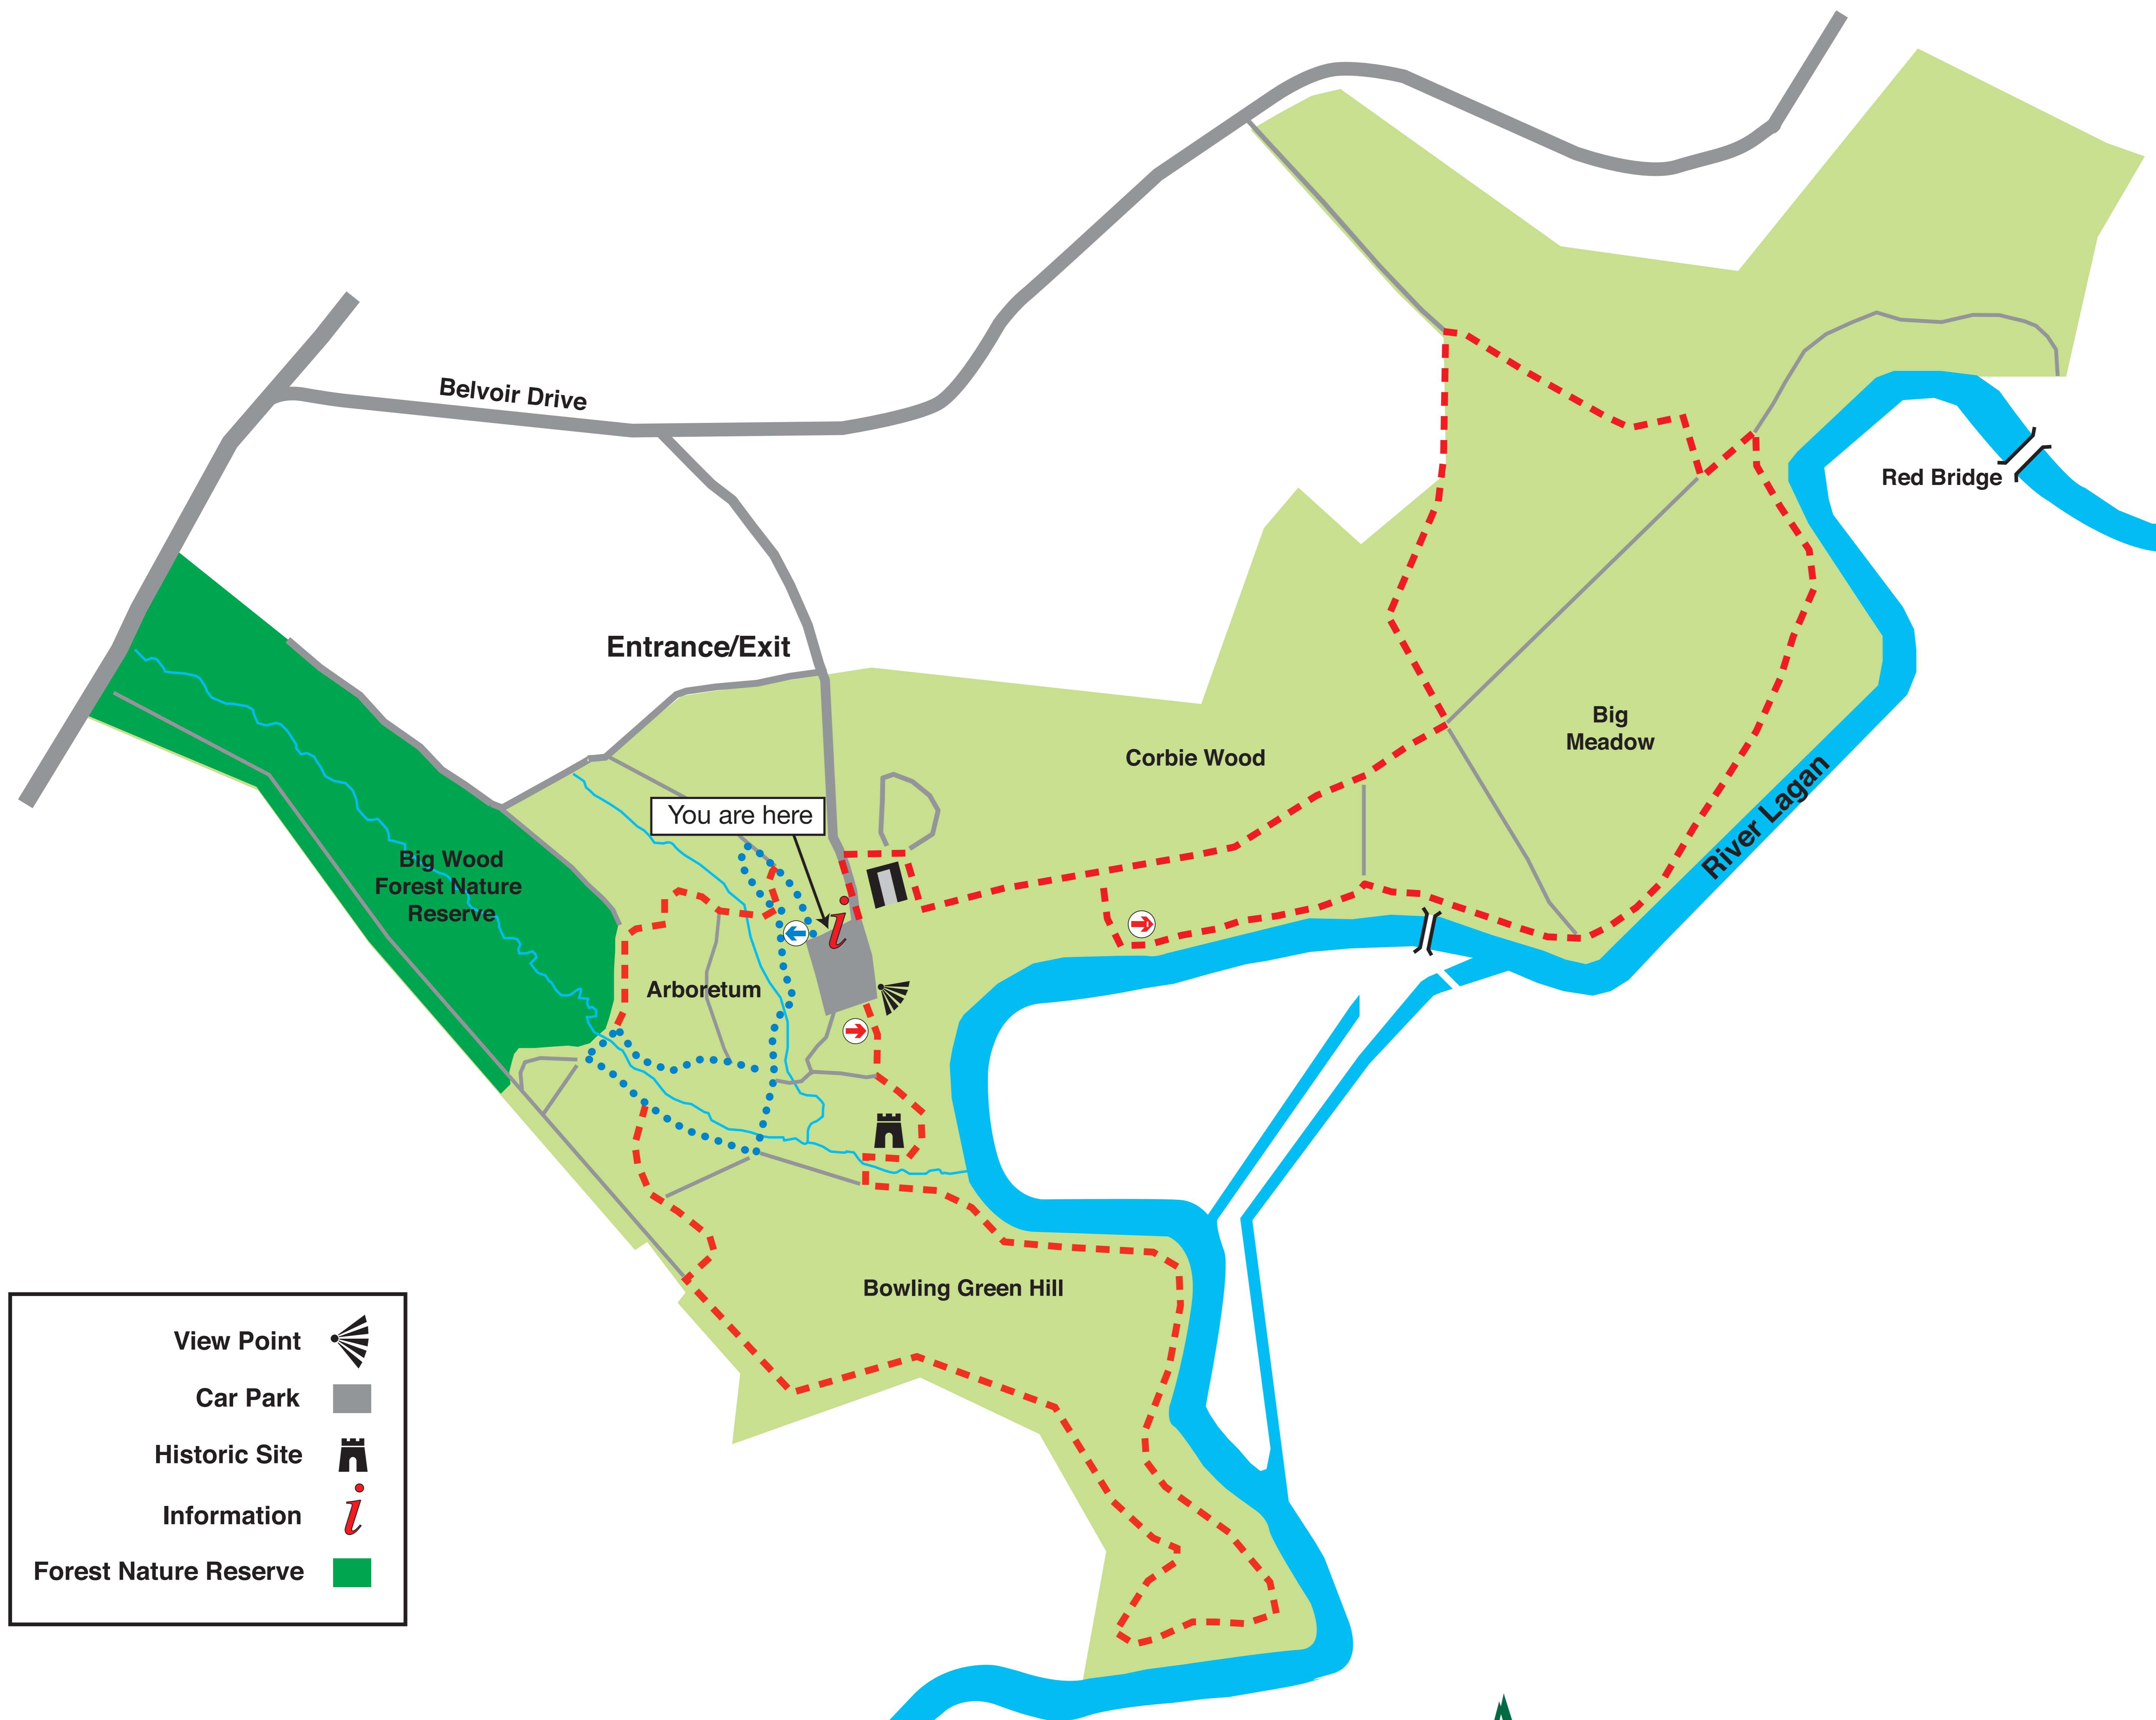 Belvoir Drive
Red Bridge
Entrance/Exit
Big
Meadow
Corbie Wood
River Lagan
You are here
Big Wood
Forest Nature
Reserve
i
Arboretum
Bowling Green Hill
View Point
Car Park
Historic Site
Information
i
Forest Nature Reserve